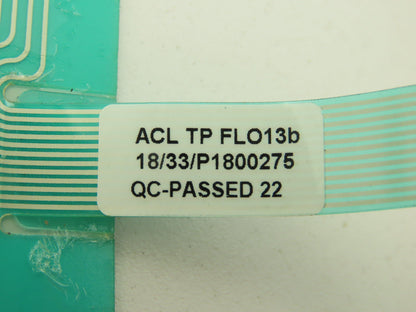 ACL TP FLO13b
18/33/P1800275
QC-PASSED 22